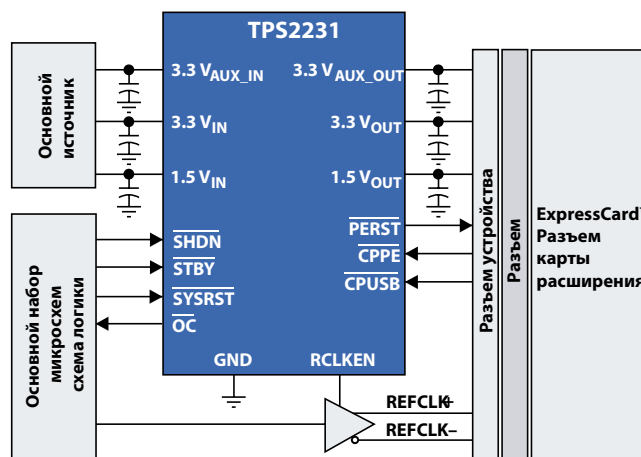 TPS2231
Основной
источник
3.3 VAUX_IN
3.3 VAUX_OUT
3.3 VIN
3.3 VOUT
1.5 VIN
1.5 VOUT
Основной набор
микросхем
схема логики
SHDN
STBY
SYSRST
OC
PERST
CPPE
CPUSB
GND
RCLKEN
REFCLK+
REFCLK–
Разъем устройства
Разъем
ExpressCard
Разъем
карты
расширения